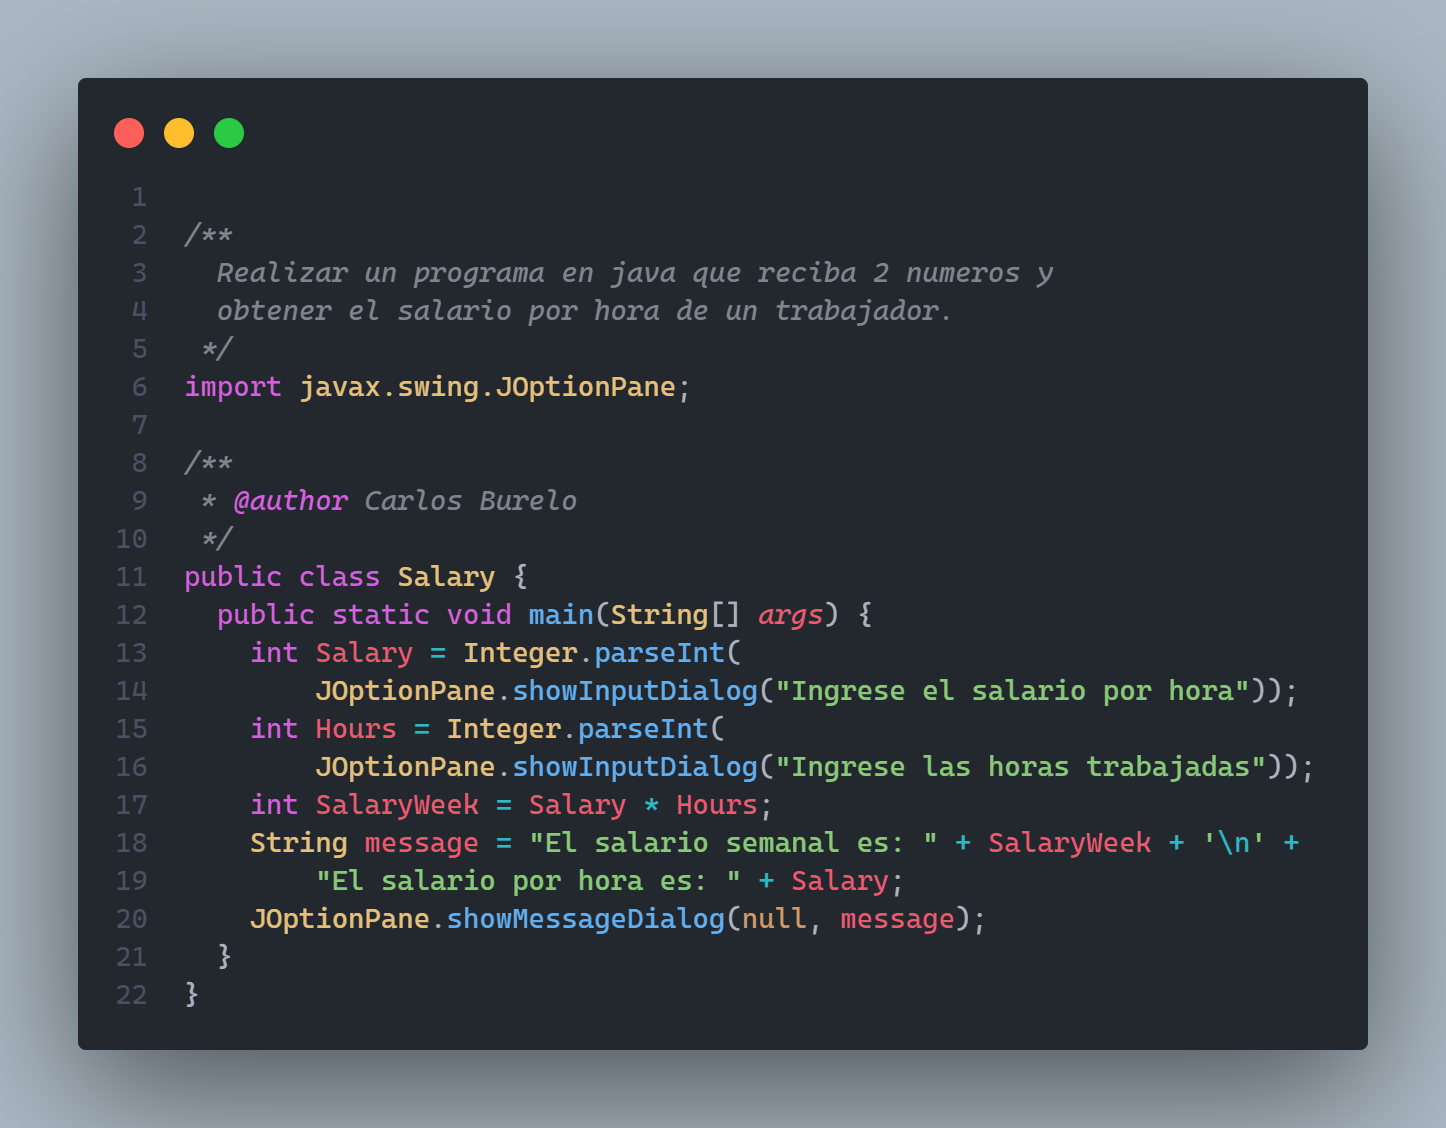 1
2 /**
3   Realizar un programa en java que reciba 2 numeros y
4   obtener el salario por hora de un trabajador.
5  */
6 import javax.swing.JOptionPane;
7
8 /**
9  * @author Carlos Burelo
10  */
11 public class Salary {
12   public static void main(String[] args) {
13     int Salary = Integer.parseInt(
14         JOptionPane.showInputDialog("Ingrese el salario por hora"));
15     int Hours = Integer.parseInt(
16         JOptionPane.showInputDialog("Ingrese las horas trabajadas"));
17     int SalaryWeek = Salary * Hours;
18     String message = "El salario semanal es: " + SalaryWeek + '\n' +
19         "El salario por hora es: " + Salary;
20     JOptionPane.showMessageDialog(null, message);
21   }
22 }